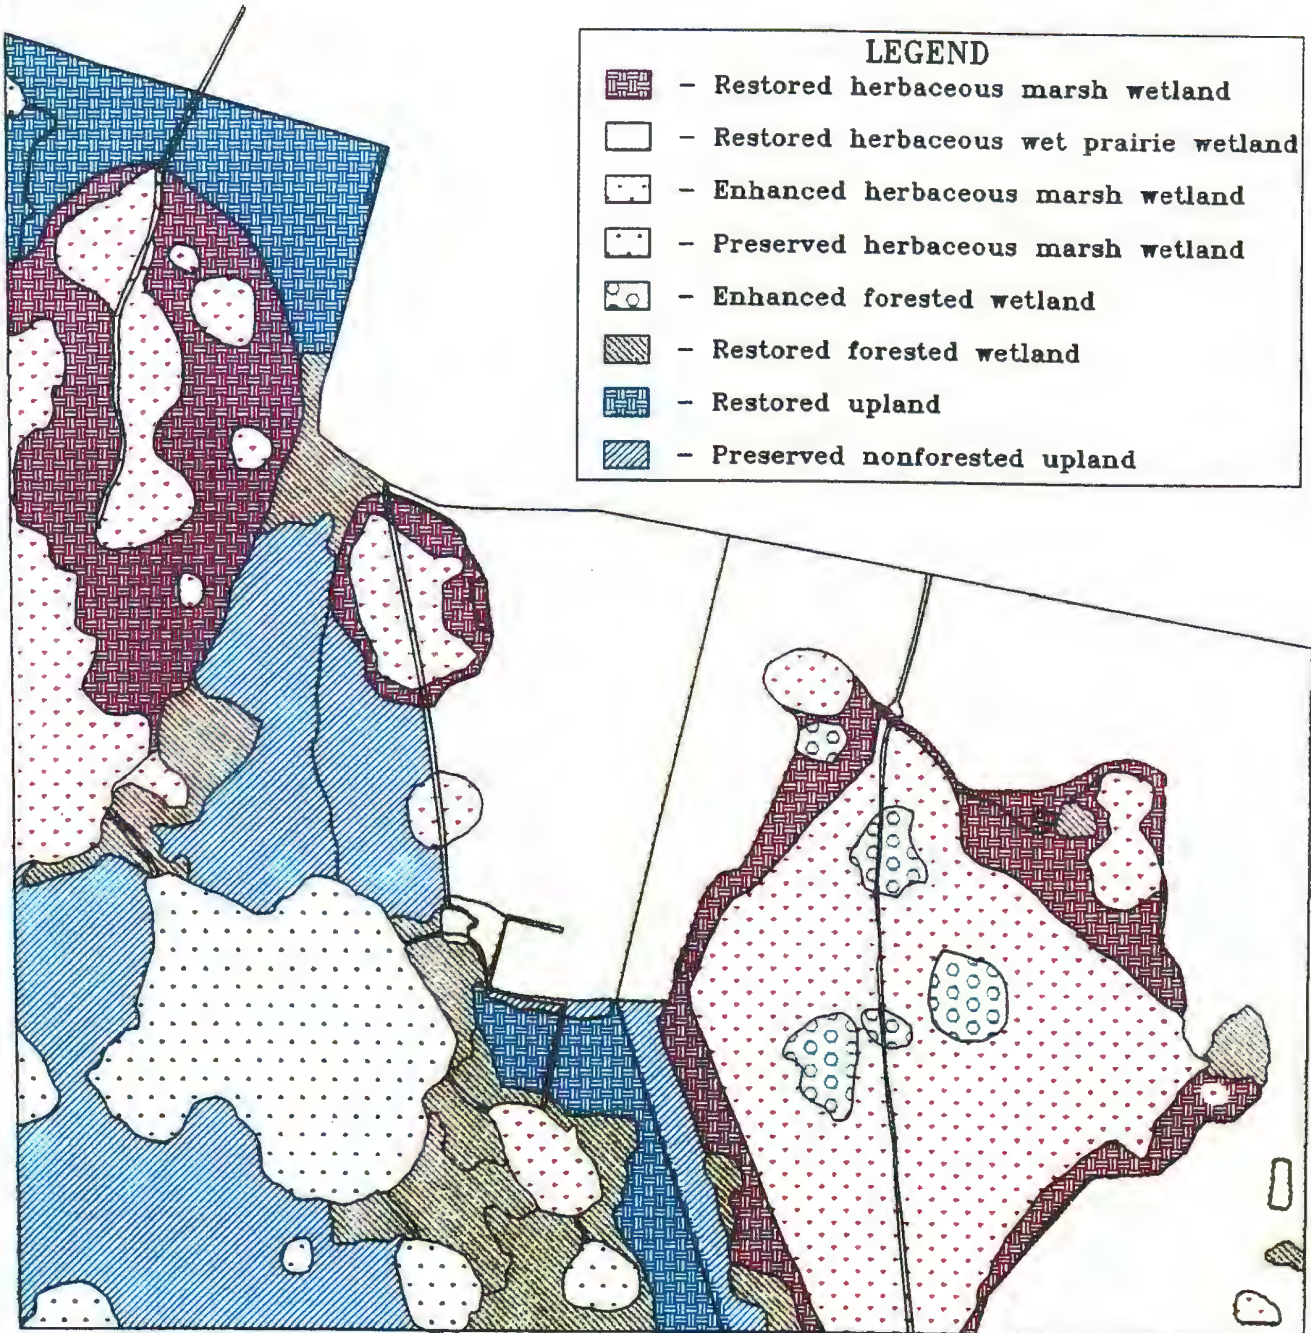 LEGEND
- Restored herbaceous marsh wetland
- Restored herbaceous wet prairie wetland
- Enhanced herbaceous marsh wetland
- Preserved herbaceous marsh wetland
- Enhanced forested wetland
- Restored forested wetland
- Restored upland
- Preserved nonforested upland